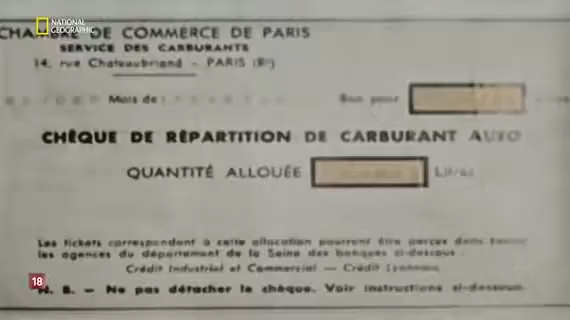 NATIONAL
GEOGRAPHIC
CHAMBRE DE COMMERCE DE PARIS
SERVICE DES CARBURANTS
14, rue Chateaubriand - PARIS (8e)
Mois de
Bon pour
CHÈQUE DE RÉPARTITION DE CARBURANT AUTO
QUANTITÉ ALLOUÉE Litres
Les tickets correspondant à cette allocation pourront être perçus dans toutes
les agences du département de la Seine des banques ci-dessous :
Crédit Industriel et Commercial — Crédit Lyonnais
N. B. — Ne pas détacher le chèque. Voir instructions ci-dessous.
18